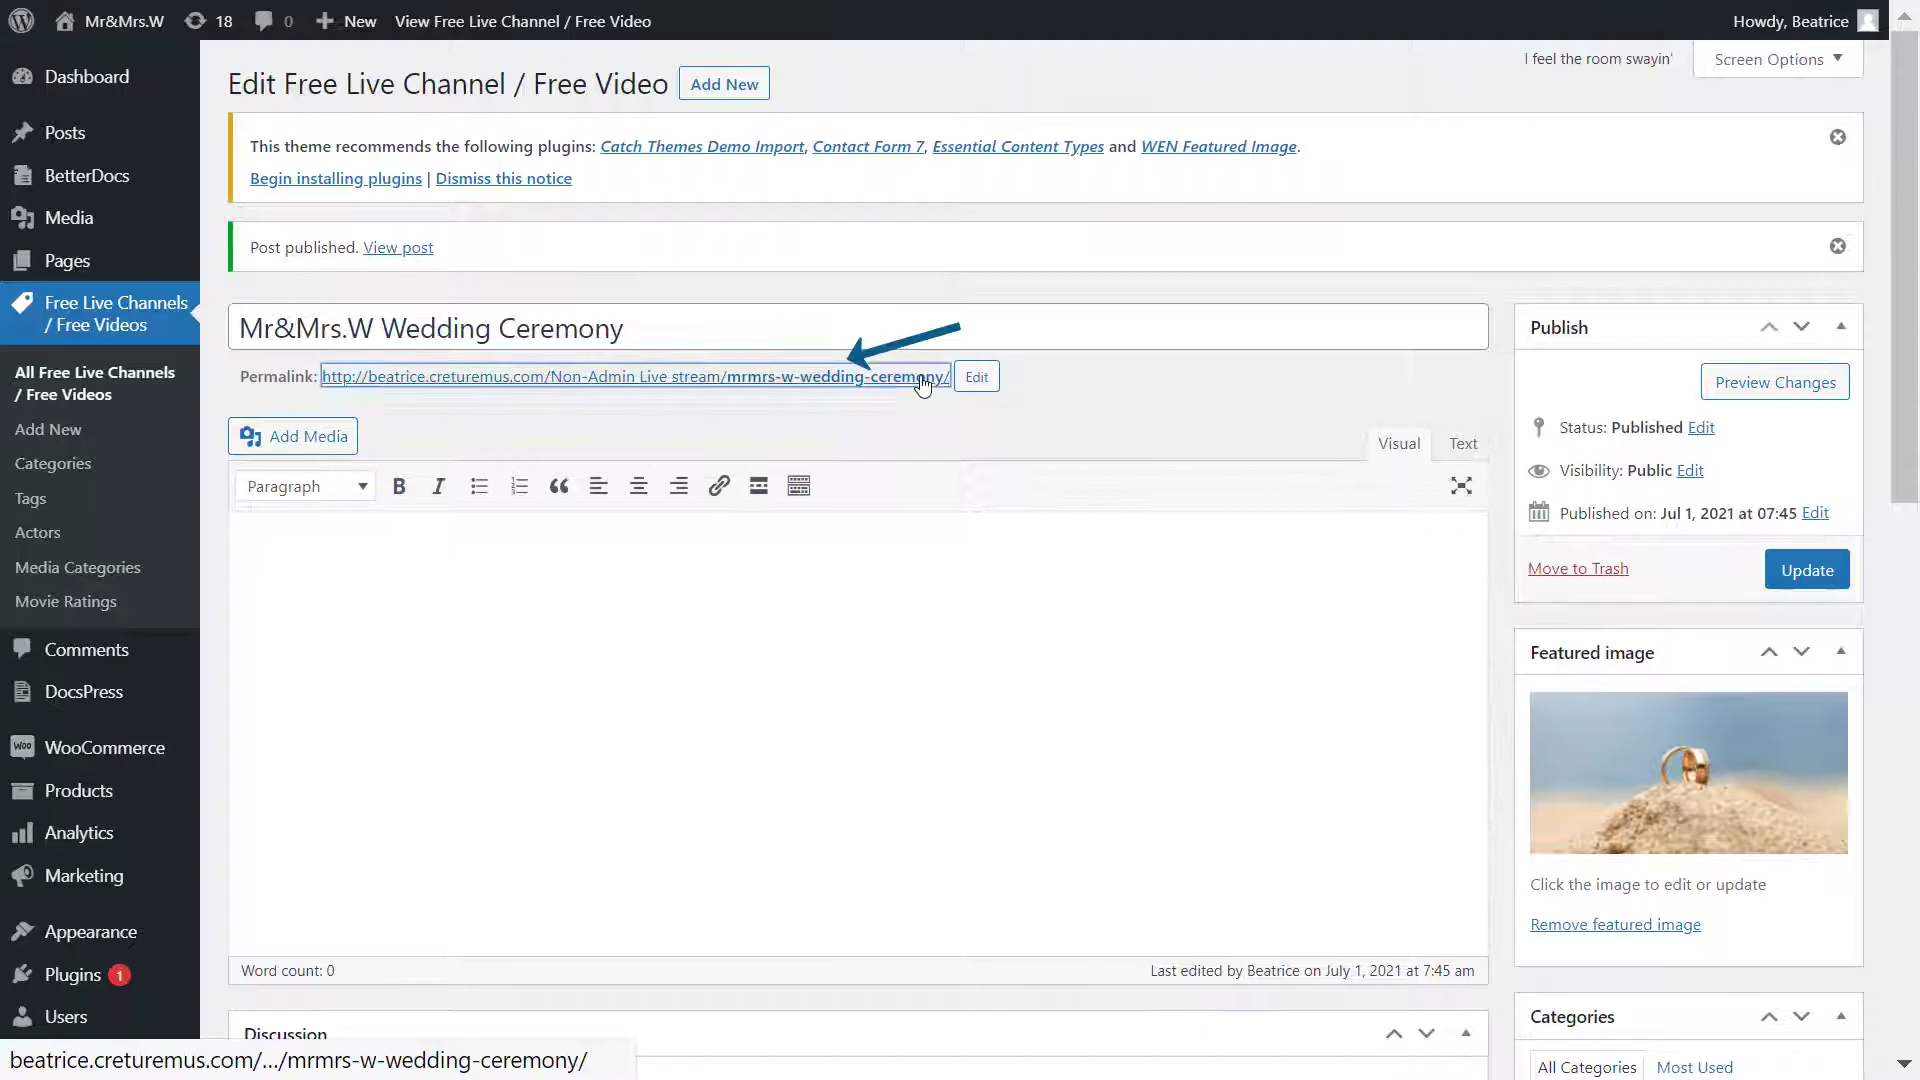 Mr&Mrs.W 18 0 New View Free Live Channel / Free Video Howdy, Beatrice
I feel the room swayin' Screen Options
Dashboard
Posts
BetterDocs
Media
Pages
Free Live Channels
/ Free Videos
All Free Live Channels
/ Free Videos
Add New
Categories
Tags
Actors
Media Categories
Movie Ratings
Comments
DocsPress
Woo WooCommerce
Products
Analytics
Marketing
Appearance
Plugins 1
Users
Edit Free Live Channel / Free Video Add New
This theme recommends the following plugins: Catch Themes Demo Import, Contact Form 7, Essential Content Types and WEN Featured Image.
Begin installing plugins | Dismiss this notice
Post published. View post
Mr&Mrs.W Wedding Ceremony
Permalink: http://beatrice.creturemus.com/Non-Admin Live stream/mrmrs-w-wedding-ceremony/ Edit
Add Media
Visual Text
Paragraph
Word count: 0 Last edited by Beatrice on July 1, 2021 at 7:45 am
Discussion
Publish
Preview Changes
Status: Published Edit
Visibility: Public Edit
Published on: Jul 1, 2021 at 07:45 Edit
Move to Trash Update
Featured image
Click the image to edit or update
Remove featured image
Categories
All Categories Most Used
beatrice.creturemus.com/.../mrmrs-w-wedding-ceremony/